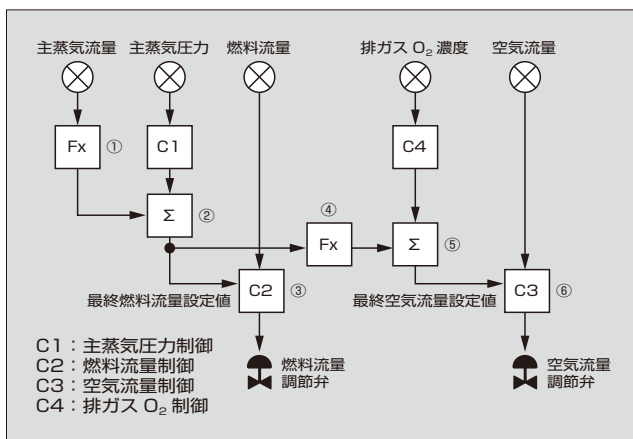 主蒸気流量 主蒸気圧力 燃料流量 排ガス O₂ 濃度 空気流量
Fx ① C1 C4
④
Σ ② Fx Σ ⑤
C2 ③ C3 ⑥
最終燃料流量設定値 最終空気流量設定値
C1：主蒸気圧力制御
C2：燃料流量制御
C3：空気流量制御
C4：排ガス O₂ 制御
燃料流量
調節弁
空気流量
調節弁